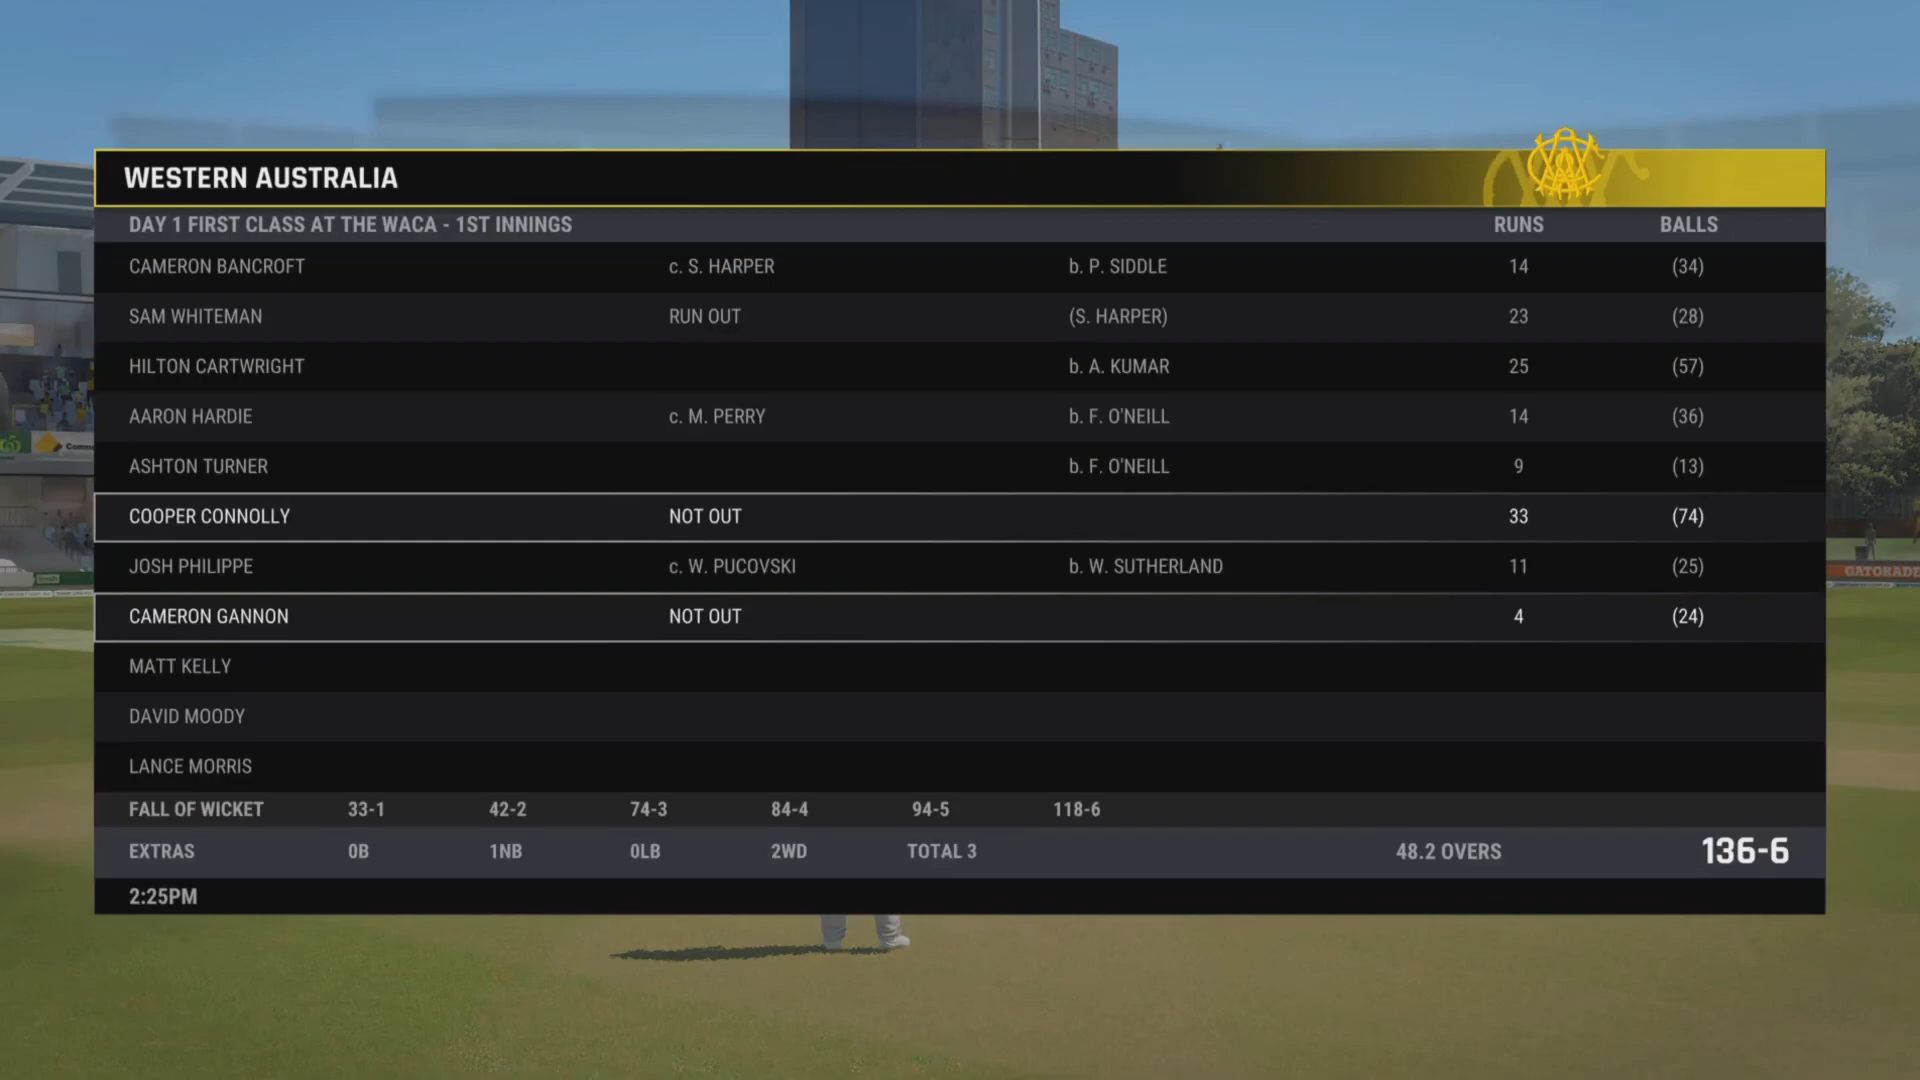 WESTERN AUSTRALIA
DAY 1 FIRST CLASS AT THE WACA - 1ST INNINGS RUNS BALLS
CAMERON BANCROFT c. S. HARPER b. P. SIDDLE 14 (34)
SAM WHITEMAN RUN OUT (S. HARPER) 23 (28)
HILTON CARTWRIGHT b. A. KUMAR 25 (57)
AARON HARDIE c. M. PERRY b. F. O'NEILL 14 (36)
ASHTON TURNER b. F. O'NEILL 9 (13)
COOPER CONNOLLY NOT OUT 33 (74)
JOSH PHILIPPE c. W. PUCOVSKI b. W. SUTHERLAND 11 (25)
GATORADE
CAMERON GANNON NOT OUT 4 (24)
MATT KELLY
DAVID MOODY
LANCE MORRIS
FALL OF WICKET 33-1 42-2 74-3 84-4 94-5 118-6
EXTRAS 0B 1NB 0LB 2WD TOTAL 3 48.2 OVERS 136-6
2:25PM